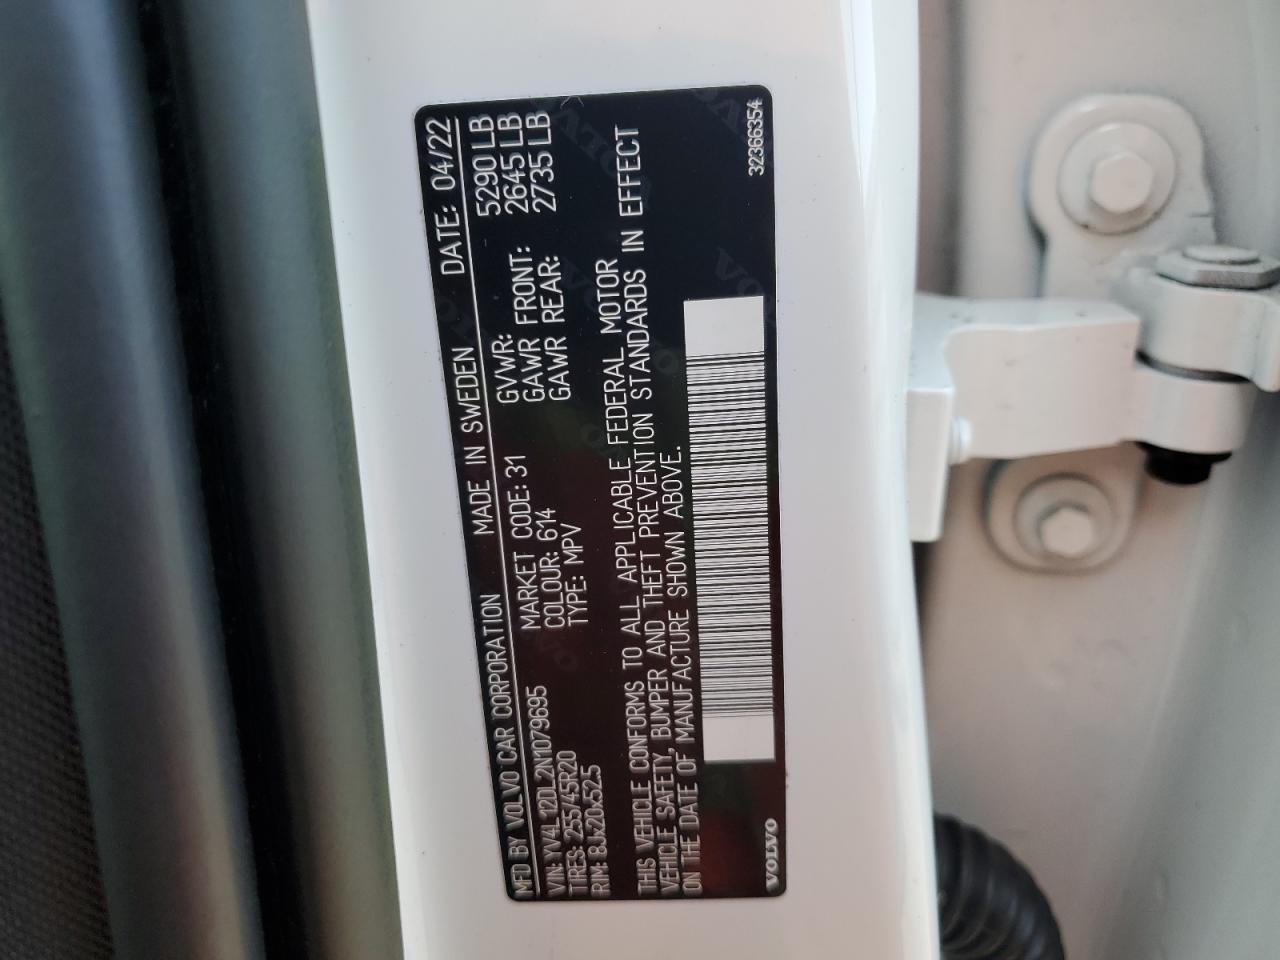 MFD BY VOLVO CAR CORPORATION MADE IN SWEDEN DATE: 04/22
VIN: YV4L12DL2N1079695 MARKET CODE: 31 GVWR: 5290 LB
TIRES: 255/45R20 COLOUR: 614 GAWR FRONT: 2645 LB
RIM: 8Jx20x52.5 TYPE: MPV GAWR REAR: 2735 LB
THIS VEHICLE CONFORMS TO ALL APPLICABLE FEDERAL MOTOR
VEHICLE SAFETY, BUMPER AND THEFT PREVENTION STANDARDS IN EFFECT
ON THE DATE OF MANUFACTURE SHOWN ABOVE.
VOLVO 32366354